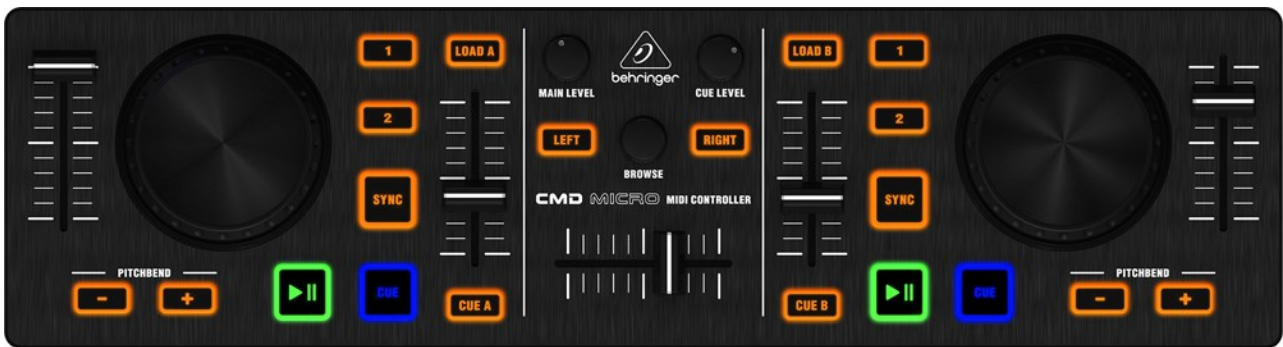 1
LOAD A
LOAD B
1
behringer
MAIN LEVEL
CUE LEVEL
2
2
LEFT
RIGHT
BROWSE
SYNC
CMD MICRO MIDI CONTROLLER
SYNC
PITCHBEND
PITCHBEND
-
+
CUE
CUE A
CUE B
CUE
-
+